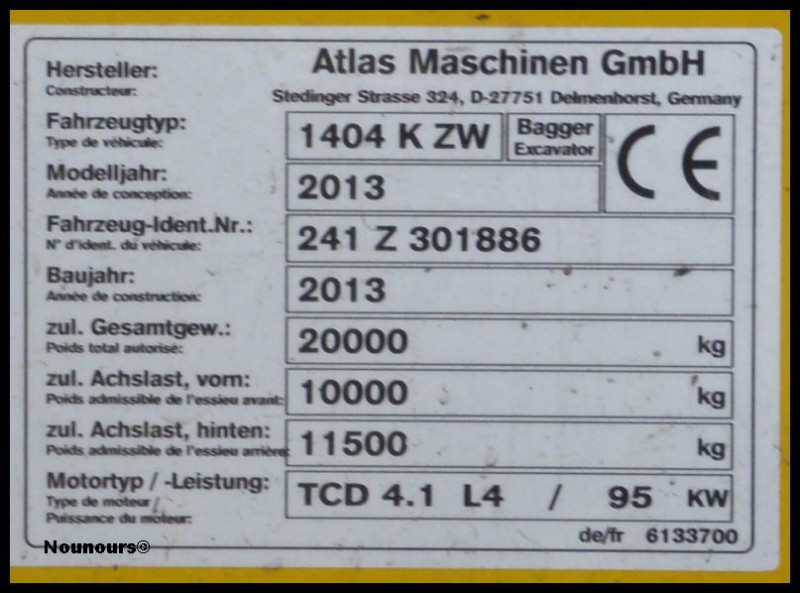 Hersteller: Atlas Maschinen GmbH
Constructeur: Stedinger Strasse 324, D-27751 Delmenhorst, Germany
Fahrzeugtyp: 1404 K ZW Bagger CE
Type de véhicule: Excavator
Modelljahr: 2013
Année de conception:
Fahrzeug-Ident.Nr.: 241 Z 301886
N° d'ident. du véhicule:
Baujahr: 2013
Année de construction:
zul. Gesamtgew.: 20000 kg
Poids total autorisé:
zul. Achslast, vorn: 10000 kg
Poids admissible de l'essieu avant:
zul. Achslast, hinten: 11500 kg
Poids admissible de l'essieu arrière:
Motortyp / -Leistung: TCD 4.1 L4 / 95 KW
Type de moteur /
Puissance du moteur:
de/fr 6133700
Nounours©